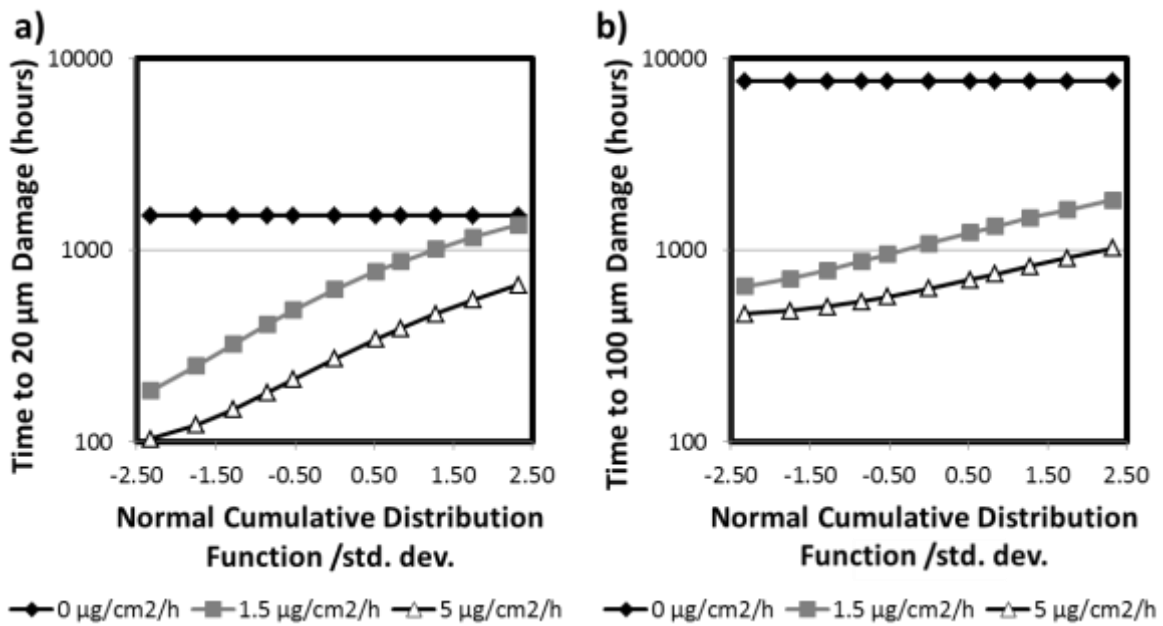 a)
Time to 20 µm Damage (hours)
10000
1000
100
-2.50 -1.50 -0.50 0.50 1.50 2.50
Normal Cumulative Distribution
Function /std. dev.
0 µg/cm2/h 1.5 µg/cm2/h 5 µg/cm2/h
b)
Time to 100 µm Damage (hours)
10000
1000
100
-2.50 -1.50 -0.50 0.50 1.50 2.50
Normal Cumulative Distribution
Function /std. dev.
0 µg/cm2/h 1.5 µg/cm2/h 5 µg/cm2/h